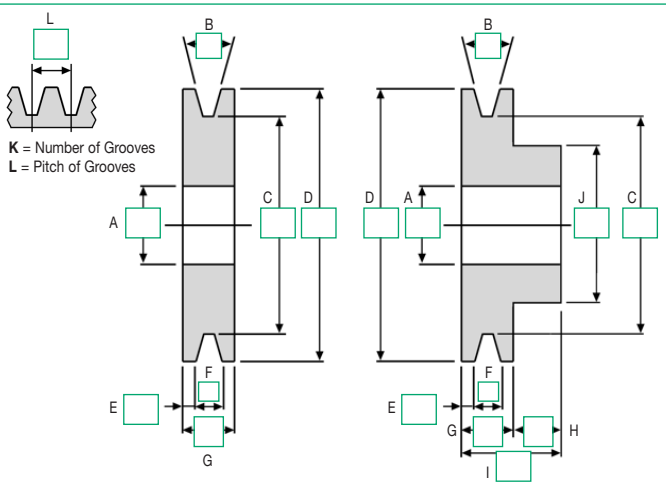 L
B
B
K = Number of Grooves
L = Pitch of Grooves
A
C
D
D
A
J
C
F
F
E
E
G
G
H
I